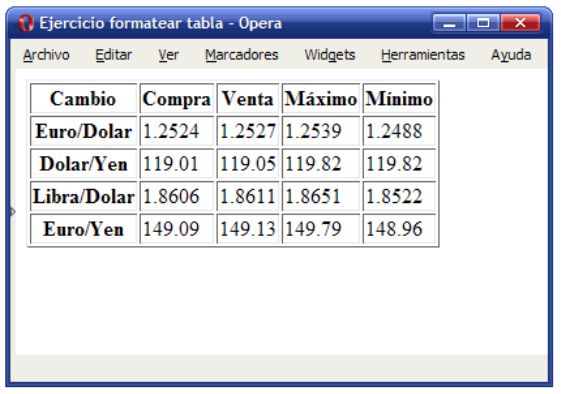 Ejercicio formatear tabla - Opera
Archivo Editar Ver Marcadores Widgets Herramientas Ayuda
Cambio Compra Venta Máximo Mínimo
Euro/Dolar 1.2524 1.2527 1.2539 1.2488
Dolar/Yen 119.01 119.05 119.82 119.82
Libra/Dolar 1.8606 1.8611 1.8651 1.8522
Euro/Yen 149.09 149.13 149.79 148.96